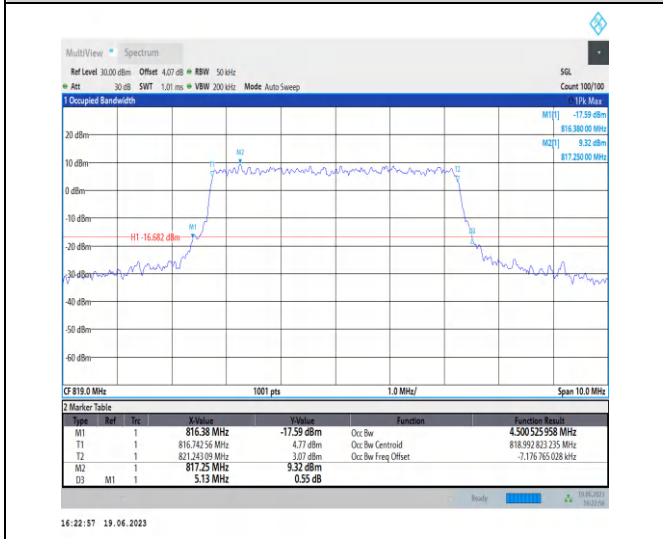 MultiView Spectrum
Ref Level 30.00 dBm Offset 4.07 dB RBW 50 kHz SGL
Att 30 dB SWT 1.01 ms VBW 200 kHz Mode Auto Sweep Count 100/100
1 Occupied Bandwidth 1Pk Max
M1[1] -17.59 dBm
816.380 00 MHz
M2[1] 9.32 dBm
817.250 00 MHz
20 dBm
M2
10 dBm
T1
T2
0 dBm
-10 dBm
M1
D3
H1 -16.682 dBm
-20 dBm
-30 dBm
-40 dBm
-50 dBm
-60 dBm
CF 819.0 MHz 1001 pts 1.0 MHz/ Span 10.0 MHz
2 Marker Table
Type Ref Trc X-Value Y-Value Function Function Result
M1 1 816.38 MHz -17.59 dBm Occ Bw 4.500 525 958 MHz
T1 1 816.742 56 MHz 4.77 dBm Occ Bw Centroid 818.992 823 235 MHz
T2 1 821.243 09 MHz 3.07 dBm Occ Bw Freq Offset -7.176 765 028 kHz
M2 1 817.25 MHz 9.32 dBm
D3 M1 1 5.13 MHz 0.55 dB
Ready 19.06.2023
16:22:56
16:22:57 19.06.2023